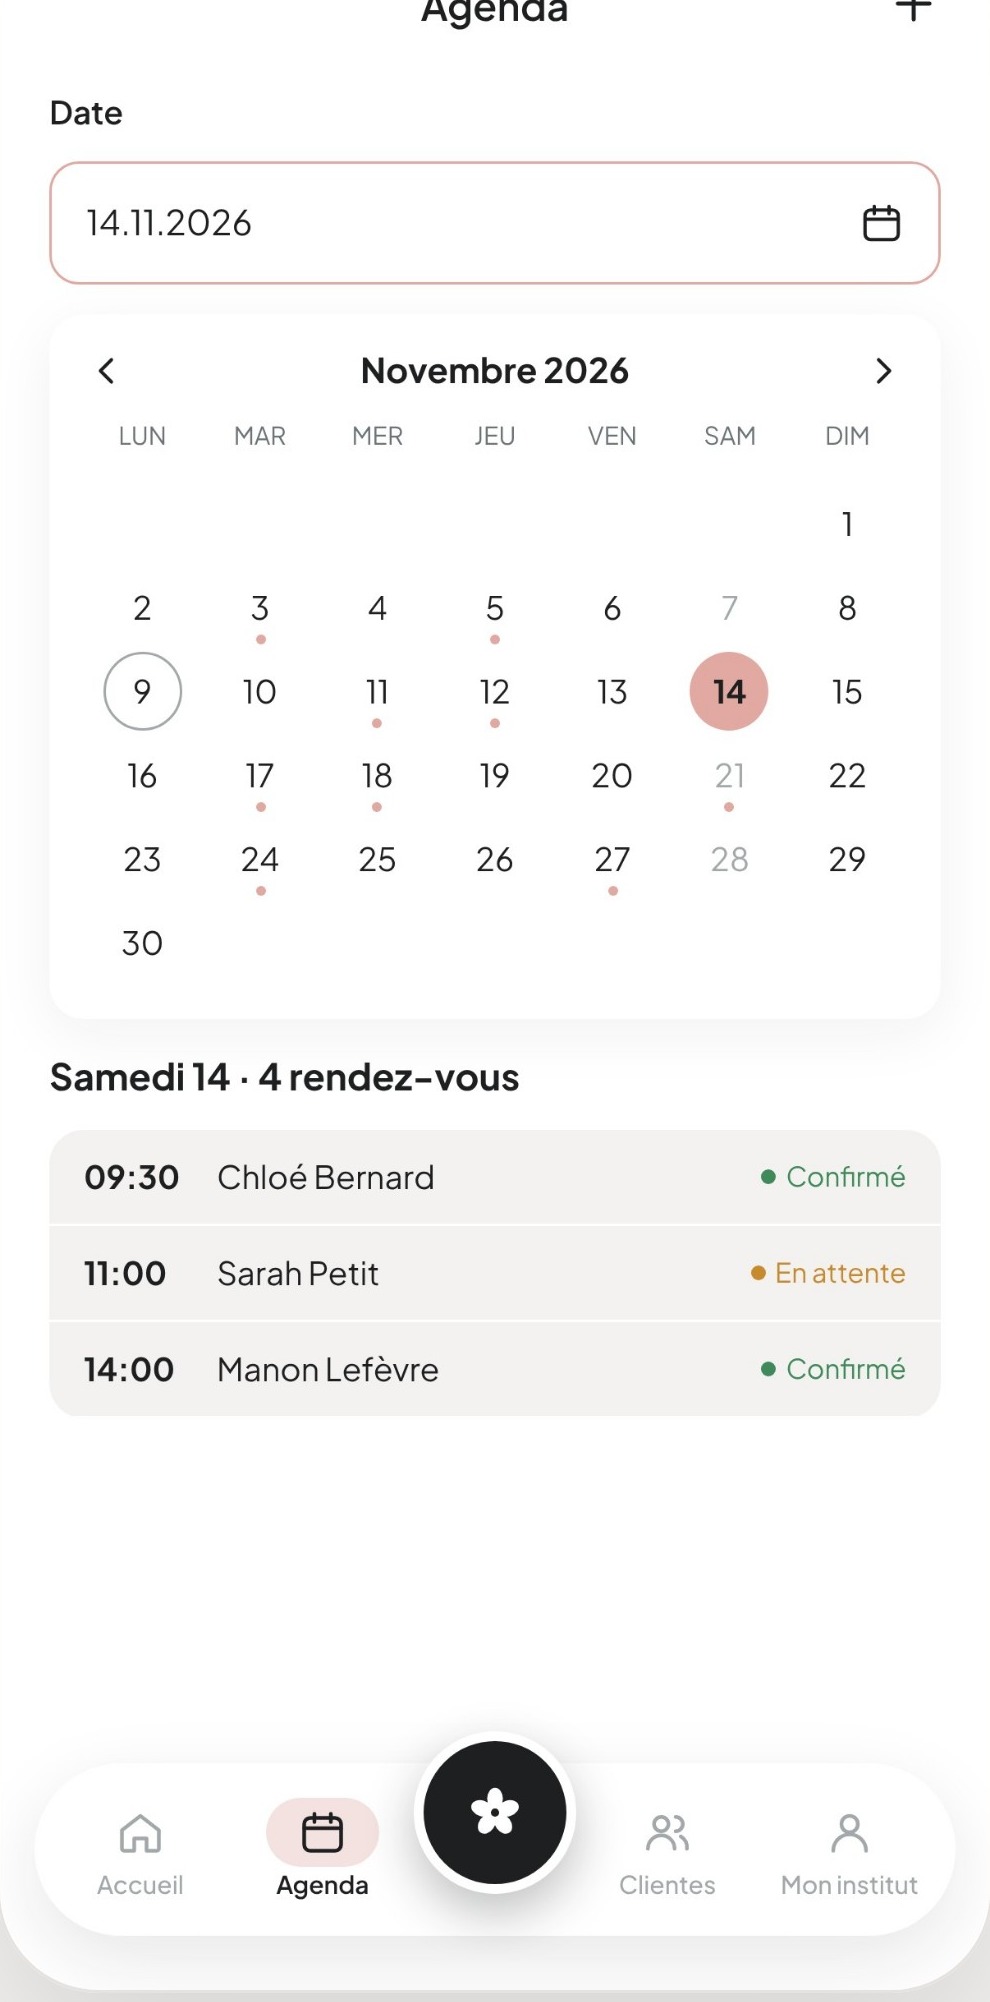 Agenda
Date
14.11.2026
Novembre 2026
LUN MAR MER JEU VEN SAM DIM
1
2 3 4 5 6 7 8
9 10 11 12 13 14 15
16 17 18 19 20 21 22
23 24 25 26 27 28 29
30
Samedi 14 · 4 rendez-vous
09:30 Chloé Bernard Confirmé
11:00 Sarah Petit En attente
14:00 Manon Lefèvre Confirmé
Accueil Agenda Clientes Mon institut